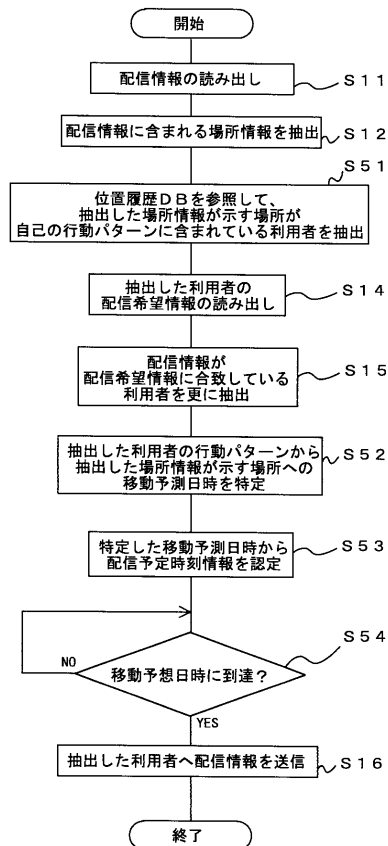 開始
配信情報の読み出し
S11
配信情報に含まれる場所情報を抽出
S12
S51
位置履歴DBを参照して、
抽出した場所情報が示す場所が
自己の行動パターンに含まれている利用者を抽出
抽出した利用者の
配信希望情報の読み出し
S14
配信情報が
配信希望情報に合致している
利用者を更に抽出
S15
抽出した利用者の行動パターンから
抽出した場所情報が示す場所への
移動予測日時を特定
S52
特定した移動予測日時から
配信予定時刻情報を認定
S53
S54
移動予想日時に到達?
NO
YES
抽出した利用者へ配信情報を送信
S16
終了